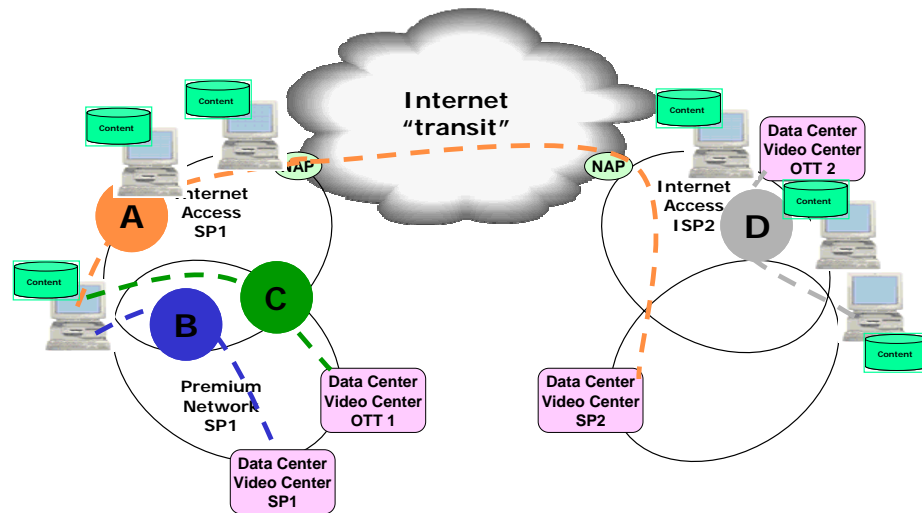 Content
Content
Internet
“transit”
Content
Data Center
Video Center
OTT 2
NAP
NAP
Internet
Access
SP1
Internet
Access
ISP2
Content
A
D
Content
C
B
Content
Premium
Network
SP1
Data Center
Video Center
OTT 1
Data Center
Video Center
SP2
Data Center
Video Center
SP1